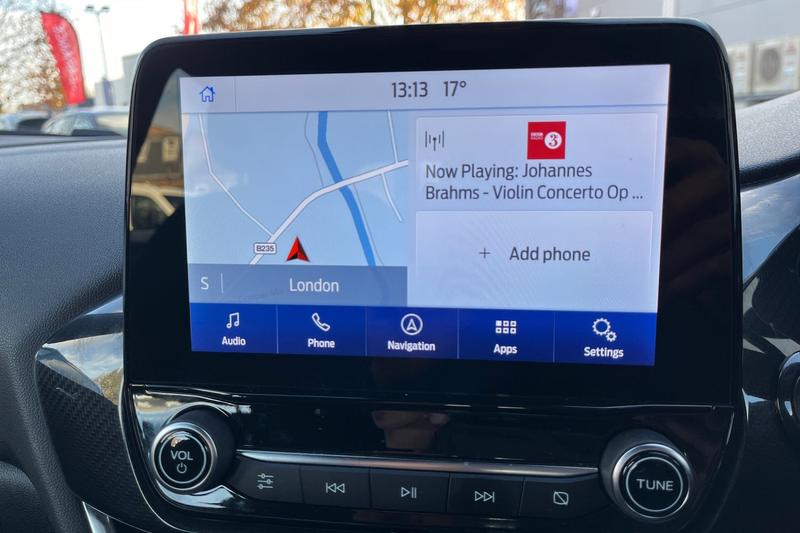 13:13 17°
BBC RADIO 3
Now Playing: Johannes
Brahms - Violin Concerto Op ...
B235
Add phone
S London
Audio
Phone
Navigation
Apps
Settings
VOL
TUNE